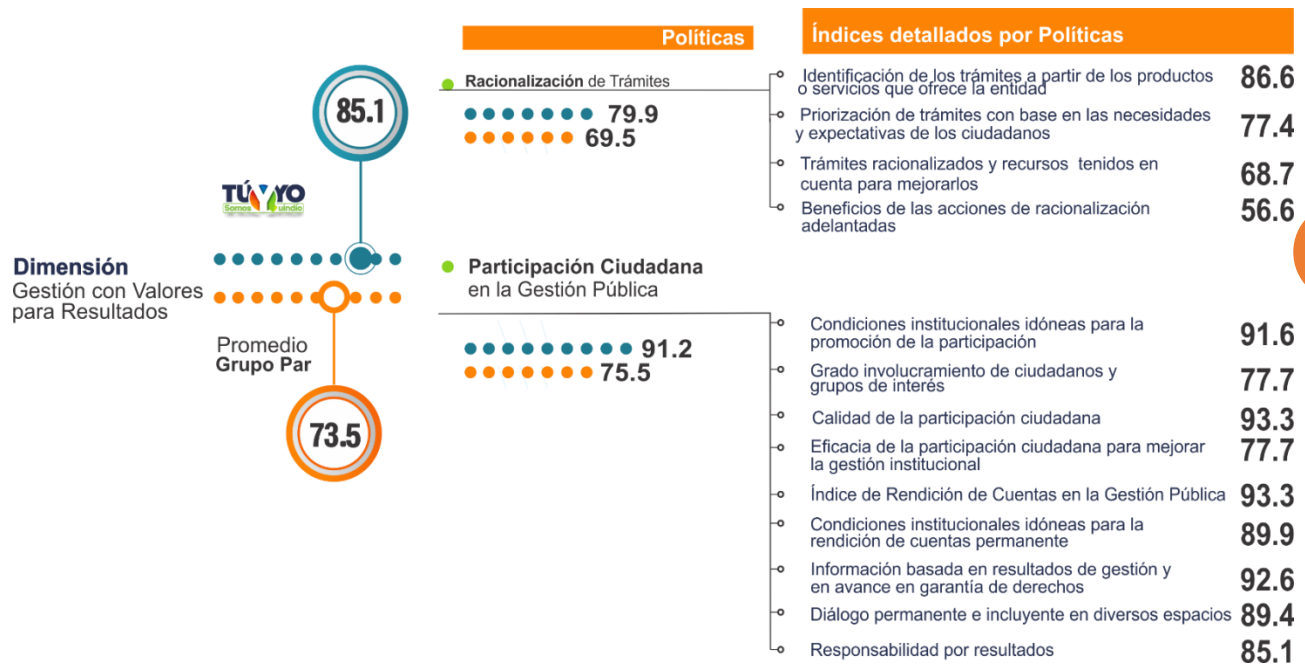 Políticas
Índices detallados por Políticas
85.1
TÚ Y YO
Somos uindio
Dimensión
Gestión con Valores
para Resultados
Promedio
Grupo Par
73.5
Racionalización de Trámites
79.9
69.5
Identificación de los trámites a partir de los productos
o servicios que ofrece la entidad
86.6
Priorización de trámites con base en las necesidades
y expectativas de los ciudadanos
77.4
Trámites racionalizados y recursos tenidos en
cuenta para mejorarlos
68.7
Beneficios de las acciones de racionalización
adelantadas
56.6
Participación Ciudadana
en la Gestión Pública
91.2
75.5
Condiciones institucionales idóneas para la
promoción de la participación
91.6
Grado involucramiento de ciudadanos y
grupos de interés
77.7
Calidad de la participación ciudadana
93.3
Eficacia de la participación ciudadana para mejorar
la gestión institucional
77.7
Índice de Rendición de Cuentas en la Gestión Pública
93.3
Condiciones institucionales idóneas para la
rendición de cuentas permanente
89.9
Información basada en resultados de gestión y
en avance en garantía de derechos
92.6
Diálogo permanente e incluyente en diversos espacios
89.4
Responsabilidad por resultados
85.1